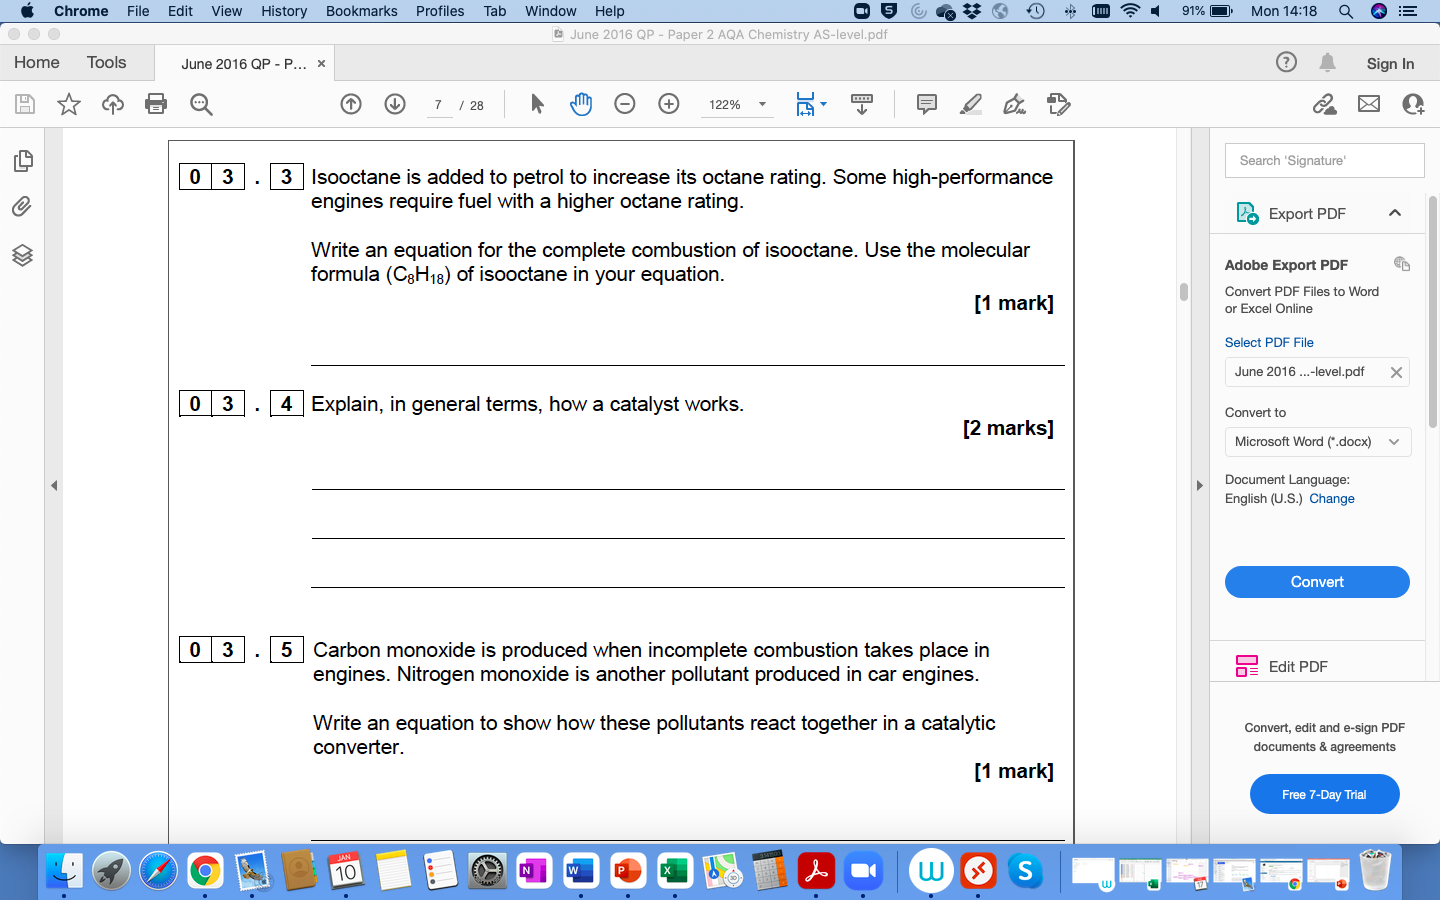 Chrome File Edit View History Bookmarks Profiles Tab Window Help 91% Mon 14:18
June 2016 QP - Paper 2 AQA Chemistry AS-level.pdf
Home Tools June 2016 QP - P... × Sign In
7 / 28 122%
0 3 . 3 Isooctane is added to petrol to increase its octane rating. Some high-performance
engines require fuel with a higher octane rating.
Write an equation for the complete combustion of isooctane. Use the molecular
formula (C₈H₁₈) of isooctane in your equation.
[1 mark]
0 3 . 4 Explain, in general terms, how a catalyst works.
[2 marks]
0 3 . 5 Carbon monoxide is produced when incomplete combustion takes place in
engines. Nitrogen monoxide is another pollutant produced in car engines.
Write an equation to show how these pollutants react together in a catalytic
converter.
[1 mark]
Search 'Signature'
Export PDF
Adobe Export PDF
Convert PDF Files to Word
or Excel Online
Select PDF File
June 2016 ...-level.pdf
Convert to
Microsoft Word (*.docx)
Document Language:
English (U.S.) Change
Convert
Edit PDF
Convert, edit and e-sign PDF
documents & agreements
Free 7-Day Trial
JAN
10